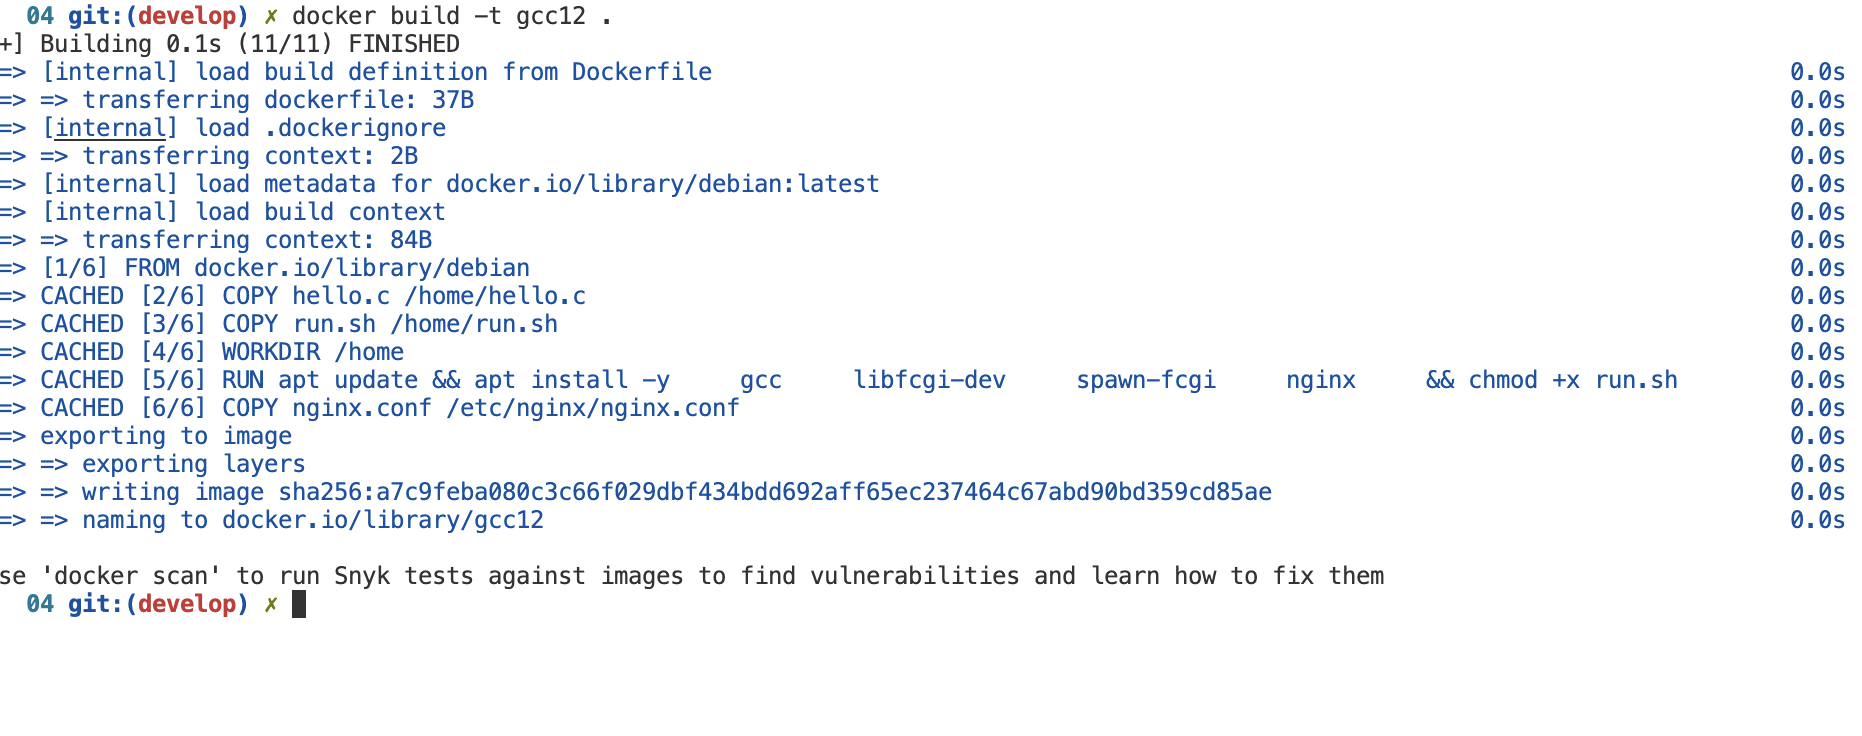 04 git:(develop) ✗ docker build -t gcc12 .
+] Building 0.1s (11/11) FINISHED
=> [internal] load build definition from Dockerfile 0.0s
=> => transferring dockerfile: 37B 0.0s
=> [internal] load .dockerignore 0.0s
=> => transferring context: 2B 0.0s
=> [internal] load metadata for docker.io/library/debian:latest 0.0s
=> [internal] load build context 0.0s
=> => transferring context: 84B 0.0s
=> [1/6] FROM docker.io/library/debian 0.0s
=> CACHED [2/6] COPY hello.c /home/hello.c 0.0s
=> CACHED [3/6] COPY run.sh /home/run.sh 0.0s
=> CACHED [4/6] WORKDIR /home 0.0s
=> CACHED [5/6] RUN apt update && apt install -y     gcc     libfcgi-dev     spawn-fcgi     nginx     && chmod +x run.sh 0.0s
=> CACHED [6/6] COPY nginx.conf /etc/nginx/nginx.conf 0.0s
=> exporting to image 0.0s
=> => exporting layers 0.0s
=> => writing image sha256:a7c9feba080c3c66f029dbf434bdd692aff65ec237464c67abd90bd359cd85ae 0.0s
=> => naming to docker.io/library/gcc12 0.0s
se 'docker scan' to run Snyk tests against images to find vulnerabilities and learn how to fix them
04 git:(develop) ✗